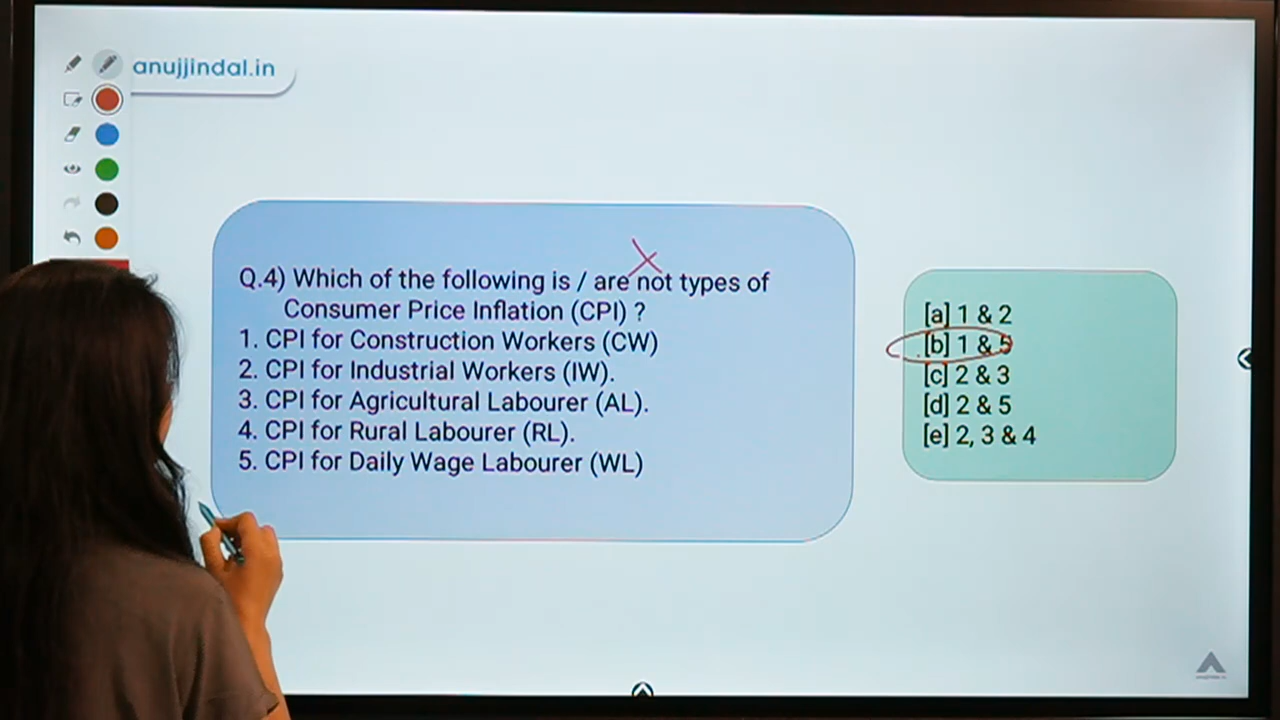 anujjindal.in
Q.4) Which of the following is / are not types of
Consumer Price Inflation (CPI) ?
1. CPI for Construction Workers (CW)
2. CPI for Industrial Workers (IW).
3. CPI for Agricultural Labourer (AL).
4. CPI for Rural Labourer (RL).
5. CPI for Daily Wage Labourer (WL)
[a] 1 & 2
[b] 1 & 5
[c] 2 & 3
[d] 2 & 5
[e] 2, 3 & 4